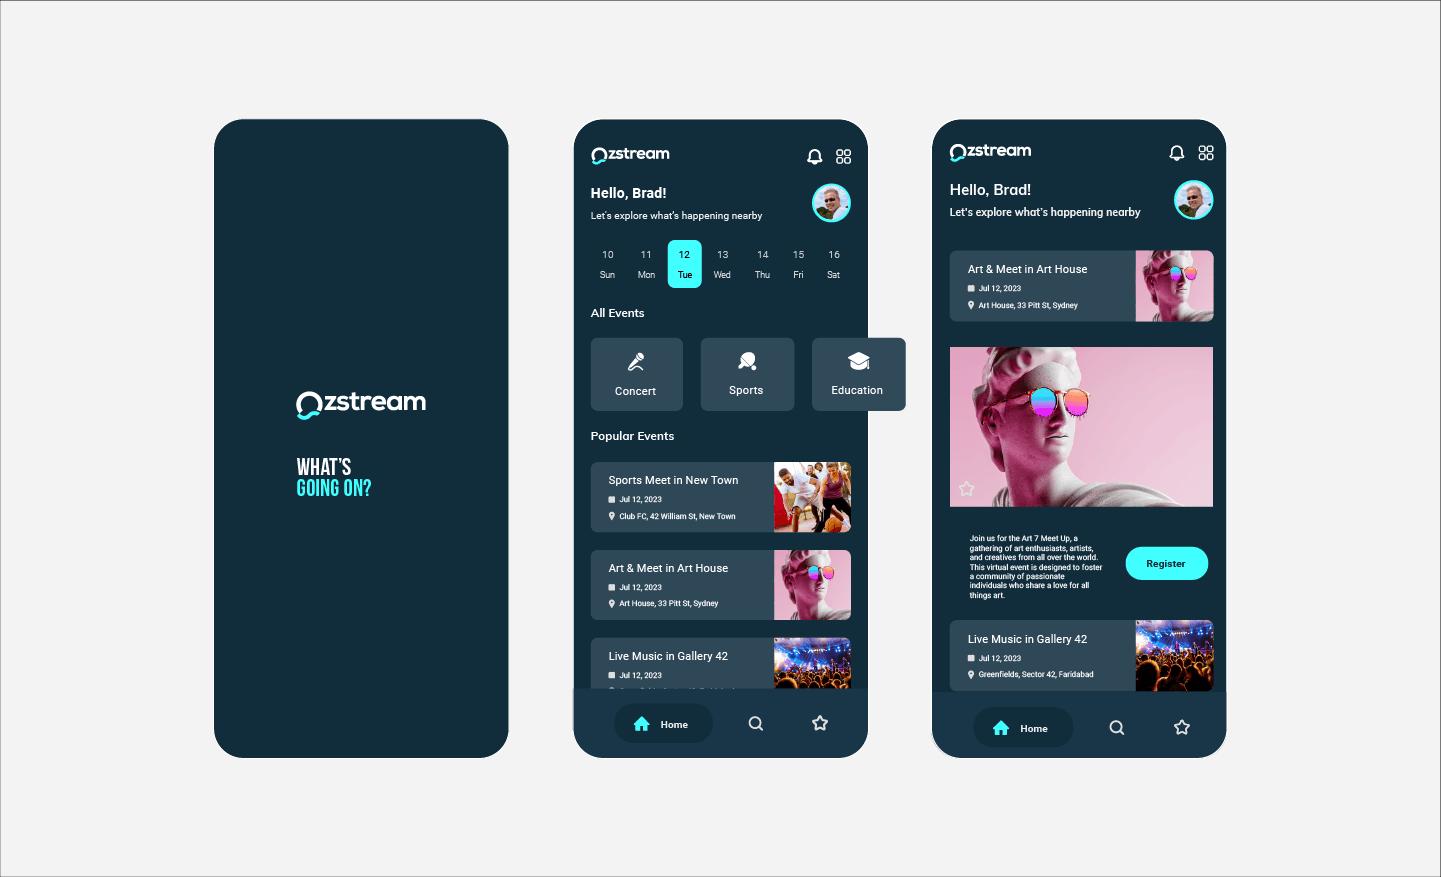 Ozstream
WHAT'S
GOING ON?
Ozstream
Hello, Brad!
Let's explore what's happening nearby
10 11 12 13 14 15 16
Sun Mon Tue Wed Thu Fri Sat
All Events
Concert Sports Education
Popular Events
Sports Meet in New Town
Jul 12, 2023
Club FC, 42 William St, New Town
Art & Meet in Art House
Jul 12, 2023
Art House, 33 Pitt St, Sydney
Live Music in Gallery 42
Jul 12, 2023
Home
Ozstream
Hello, Brad!
Let's explore what's happening nearby
Art & Meet in Art House
Jul 12, 2023
Art House, 33 Pitt St, Sydney
Join us for the Art 7 Meet Up, a
gathering of art enthusiasts, artists,
and creatives from all over the world.
This virtual event is designed to foster
a community of passionate
individuals who share a love for all
things art.
Register
Live Music in Gallery 42
Jul 12, 2023
Greenfields, Sector 42, Faridabad
Home